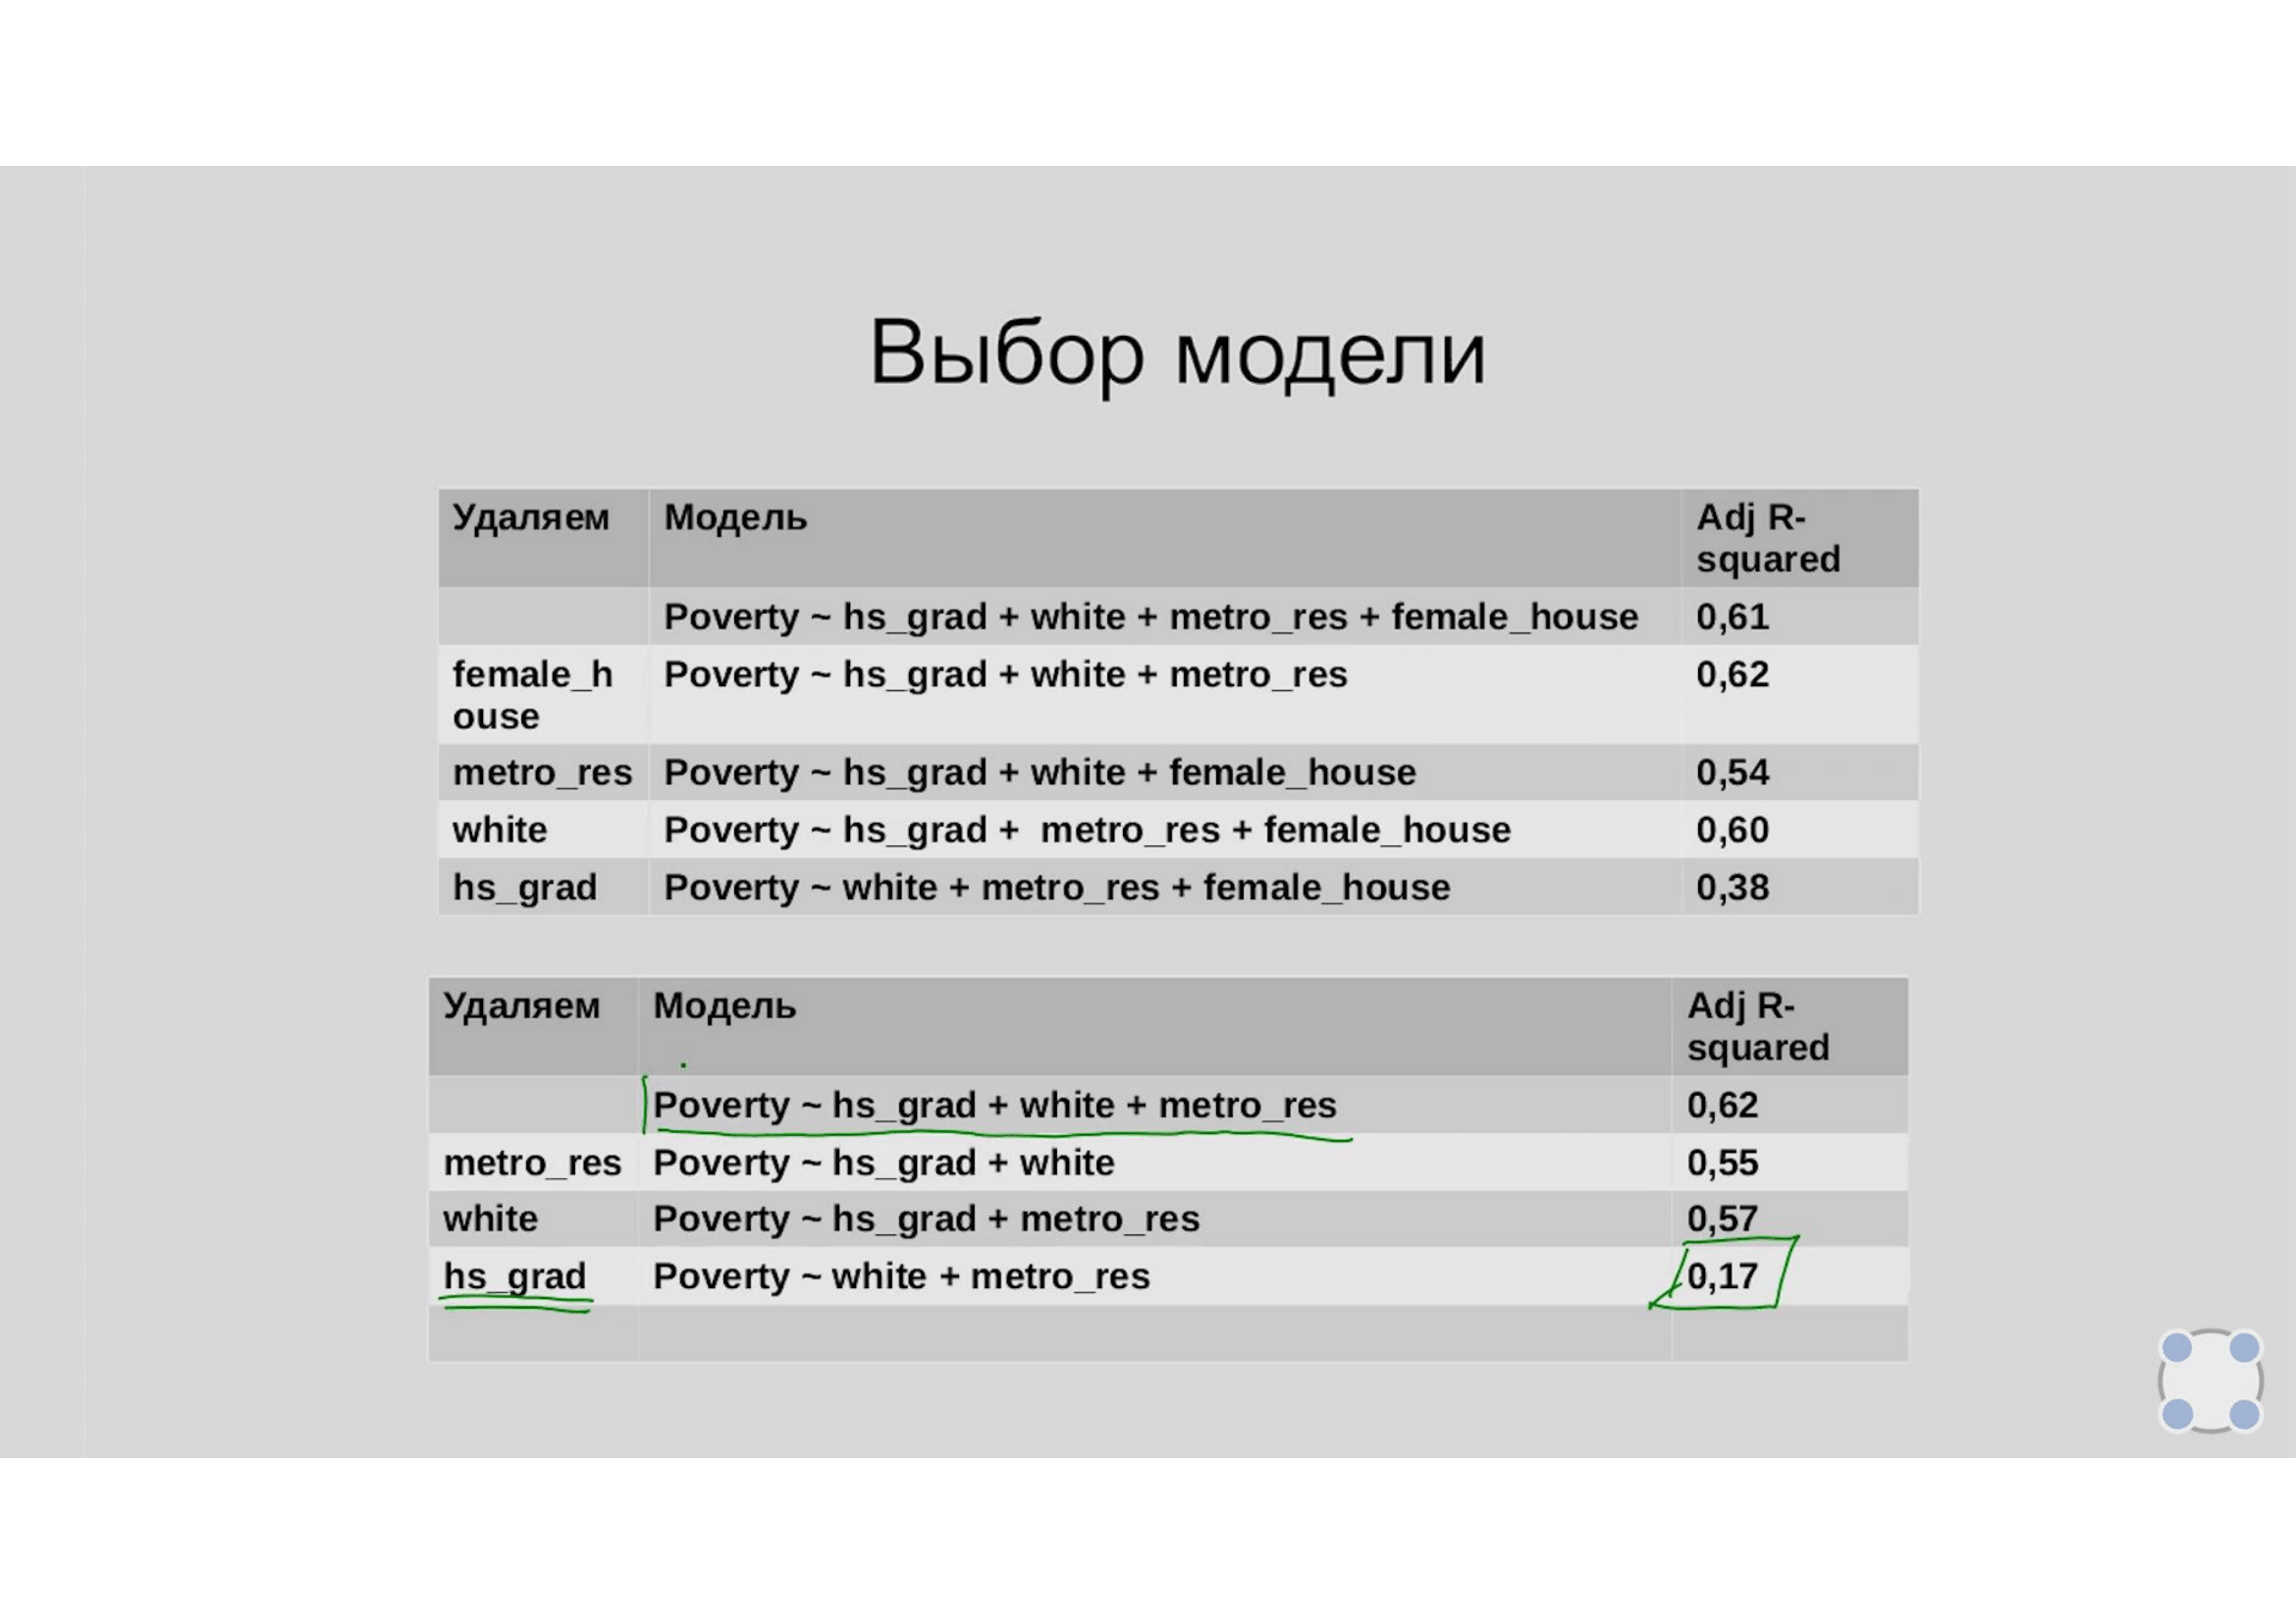 Выбор модели
Удаляем Модель Adj R-
squared
Poverty ~ hs_grad + white + metro_res + female_house 0,61
female_h Poverty ~ hs_grad + white + metro_res 0,62
ouse
metro_res Poverty ~ hs_grad + white + female_house 0,54
white Poverty ~ hs_grad + metro_res + female_house 0,60
hs_grad Poverty ~ white + metro_res + female_house 0,38
Удаляем Модель Adj R-
squared
Poverty ~ hs_grad + white + metro_res 0,62
metro_res Poverty ~ hs_grad + white 0,55
white Poverty ~ hs_grad + metro_res 0,57
hs_grad Poverty ~ white + metro_res 0,17